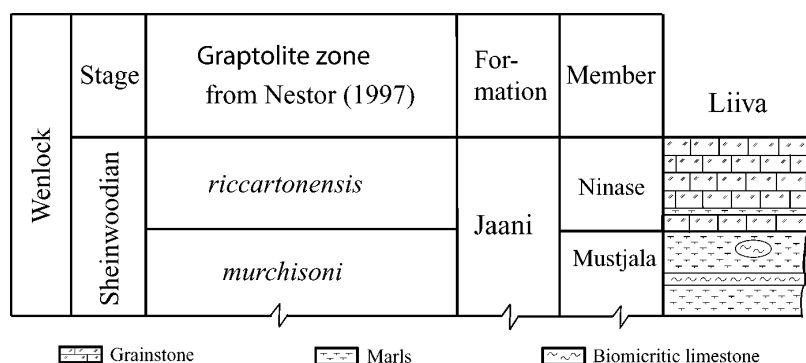 Wenlock
Stage
Graptolite zone
from Nestor (1997)
For-
mation
Member
Liiva
Sheinwoodian
riccartonensis
murchisoni
Jaani
Ninase
Mustjala
Grainstone
Marls
Biomicritic limestone